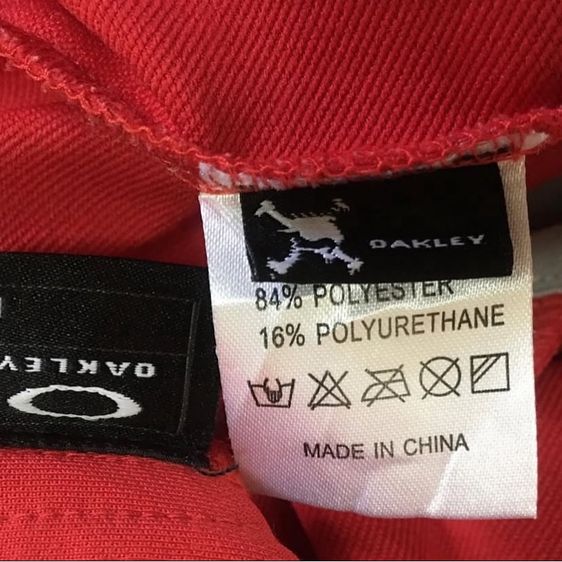 OAKLEY
84% POLYESTER
16% POLYURETHANE
MADE IN CHINA
OAKLEY